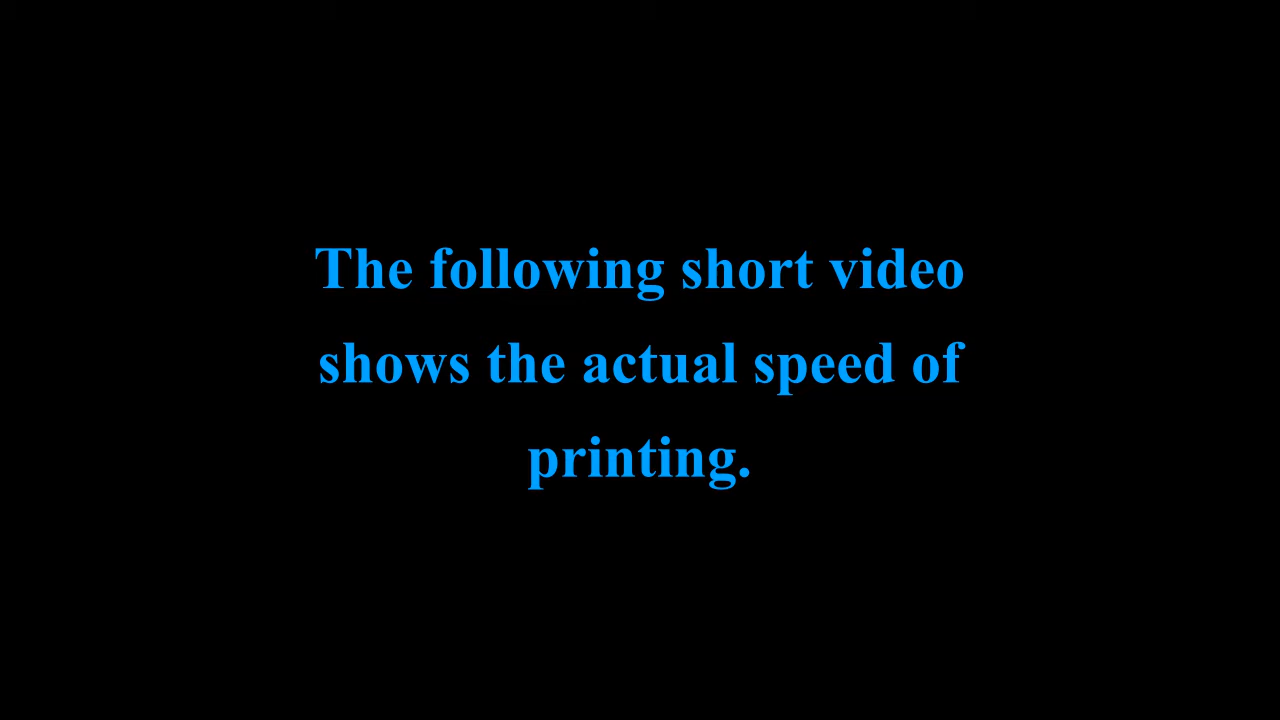 The following short video
shows the actual speed of
printing.